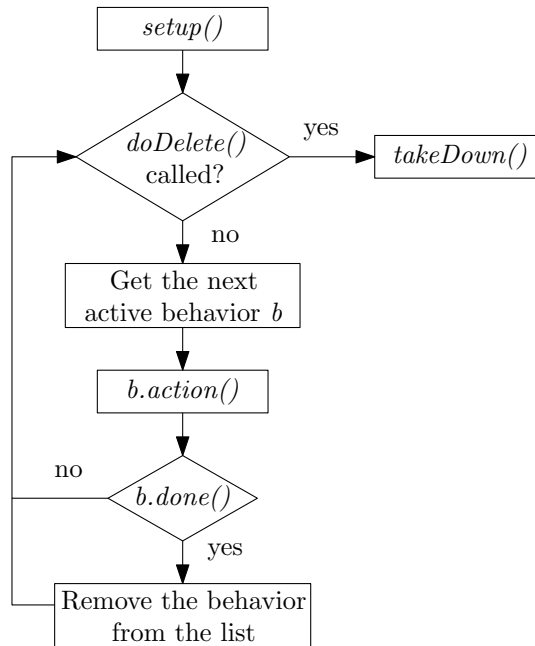 setup()
doDelete()
called?
yes
takeDown()
no
Get the next
active behavior b
b.action()
no
b.done()
yes
Remove the behavior
from the list